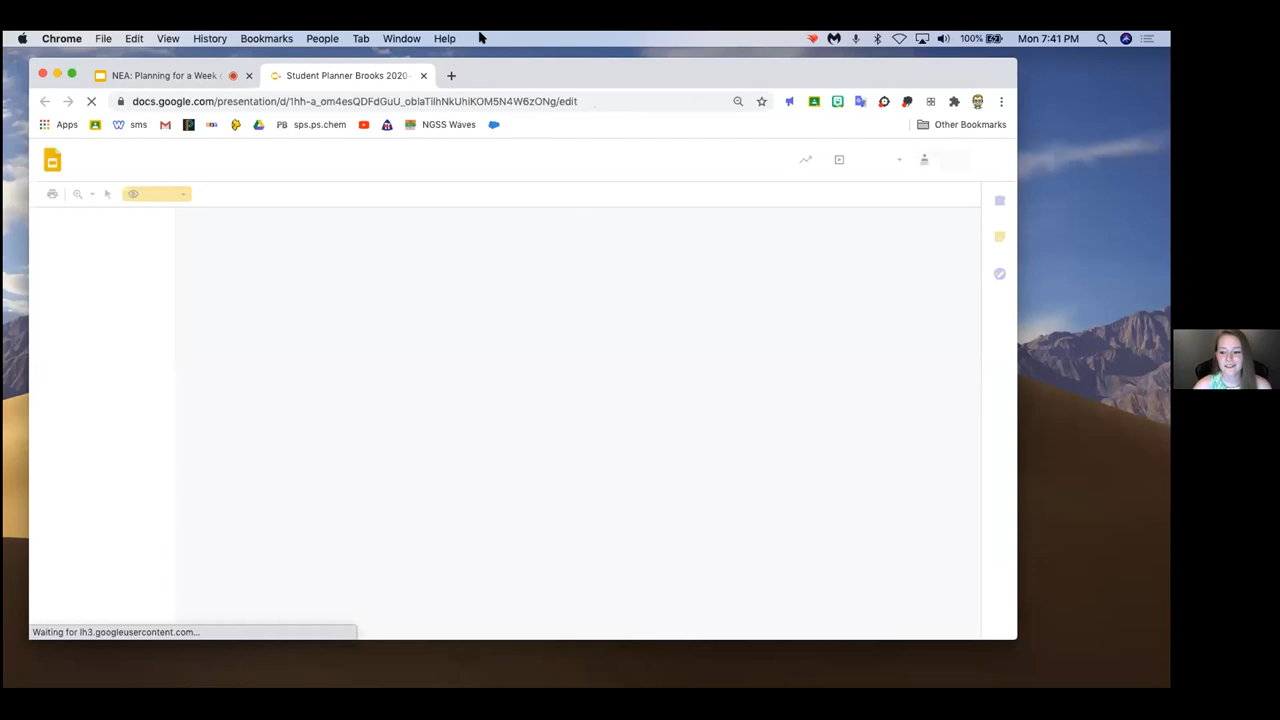 Chrome File Edit View History Bookmarks People Tab Window Help 100% Mon 7:41 PM
NEA: Planning for a Week Student Planner Brooks 2020-
docs.google.com/presentation/d/1hh-a_om4esQDFdGuU_oblaTilhNkUhiKOM5N4W6zONg/edit
Apps sms sps.ps.chem NGSS Waves Other Bookmarks
Waiting for lh3.googleusercontent.com...